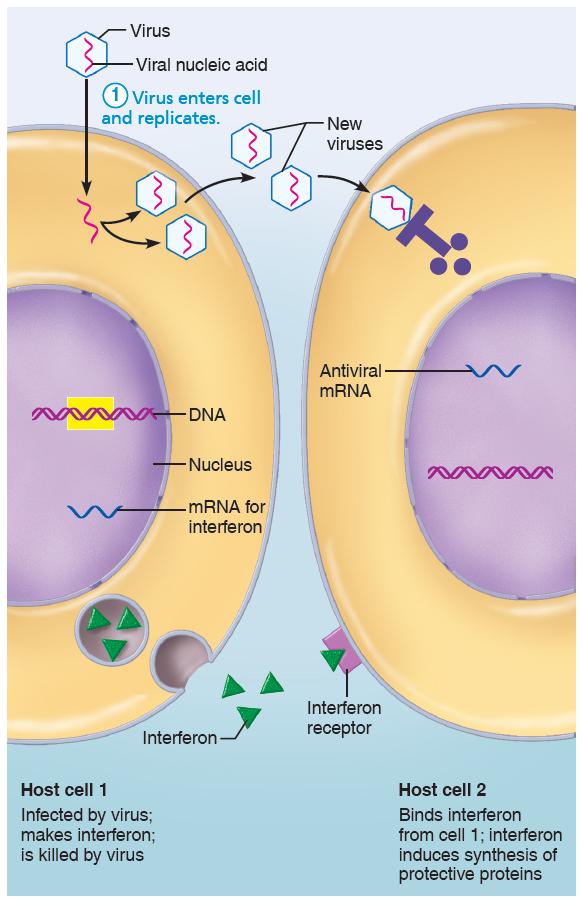 Virus
Viral nucleic acid
1 Virus enters cell
and replicates.
New
viruses
Antiviral
mRNA
DNA
Nucleus
mRNA for
interferon
Interferon
receptor
Interferon
Host cell 1
Infected by virus;
makes interferon;
is killed by virus
Host cell 2
Binds interferon
from cell 1; interferon
induces synthesis of
protective proteins